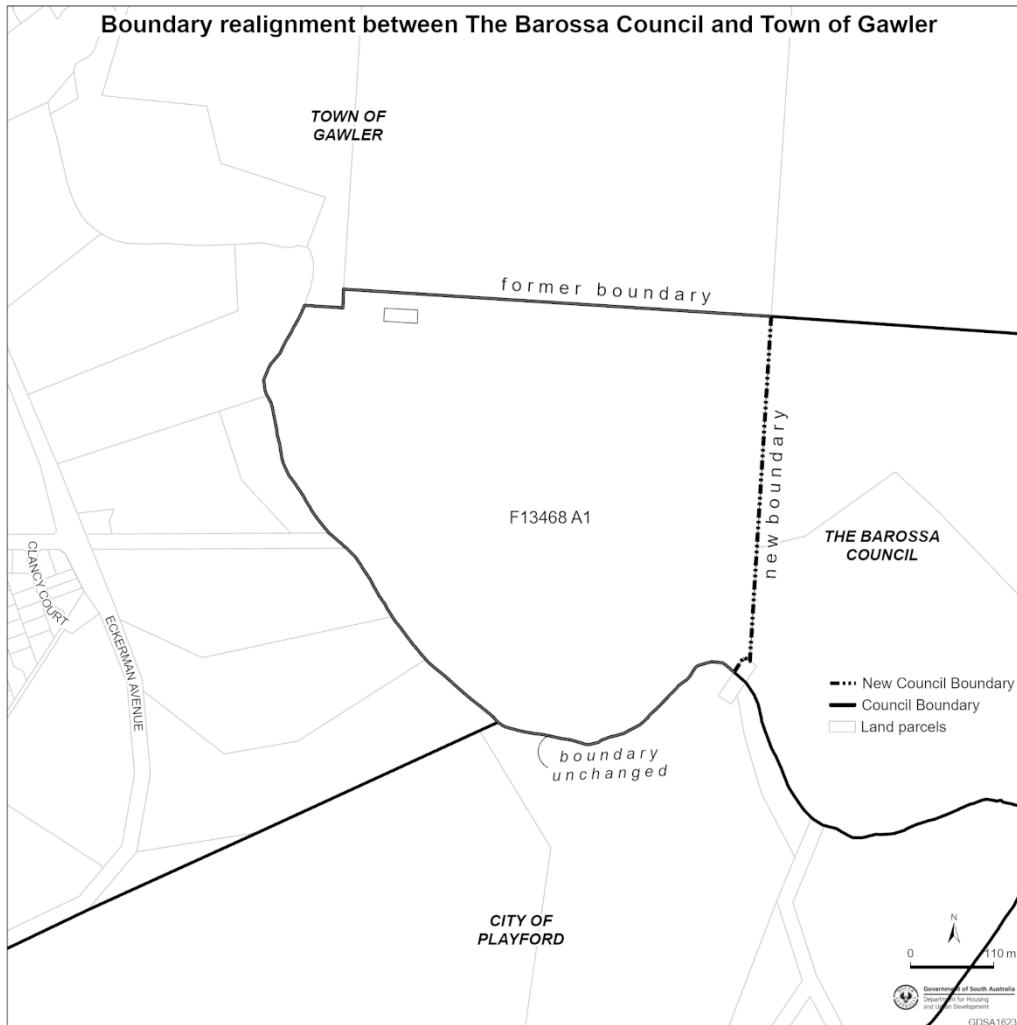 Boundary realignment between The Barossa Council and Town of Gawler
TOWN OF
GAWLER
former boundary
new boundary
F13468 A1
THE BAROSSA
COUNCIL
CLANCY COURT
ECKERMAN AVENUE
New Council Boundary
Council Boundary
Land parcels
boundary
unchanged
CITY OF
PLAYFORD
N
0 110 m
Government of South Australia
Department for Housing
and Urban Development
GDSA1623